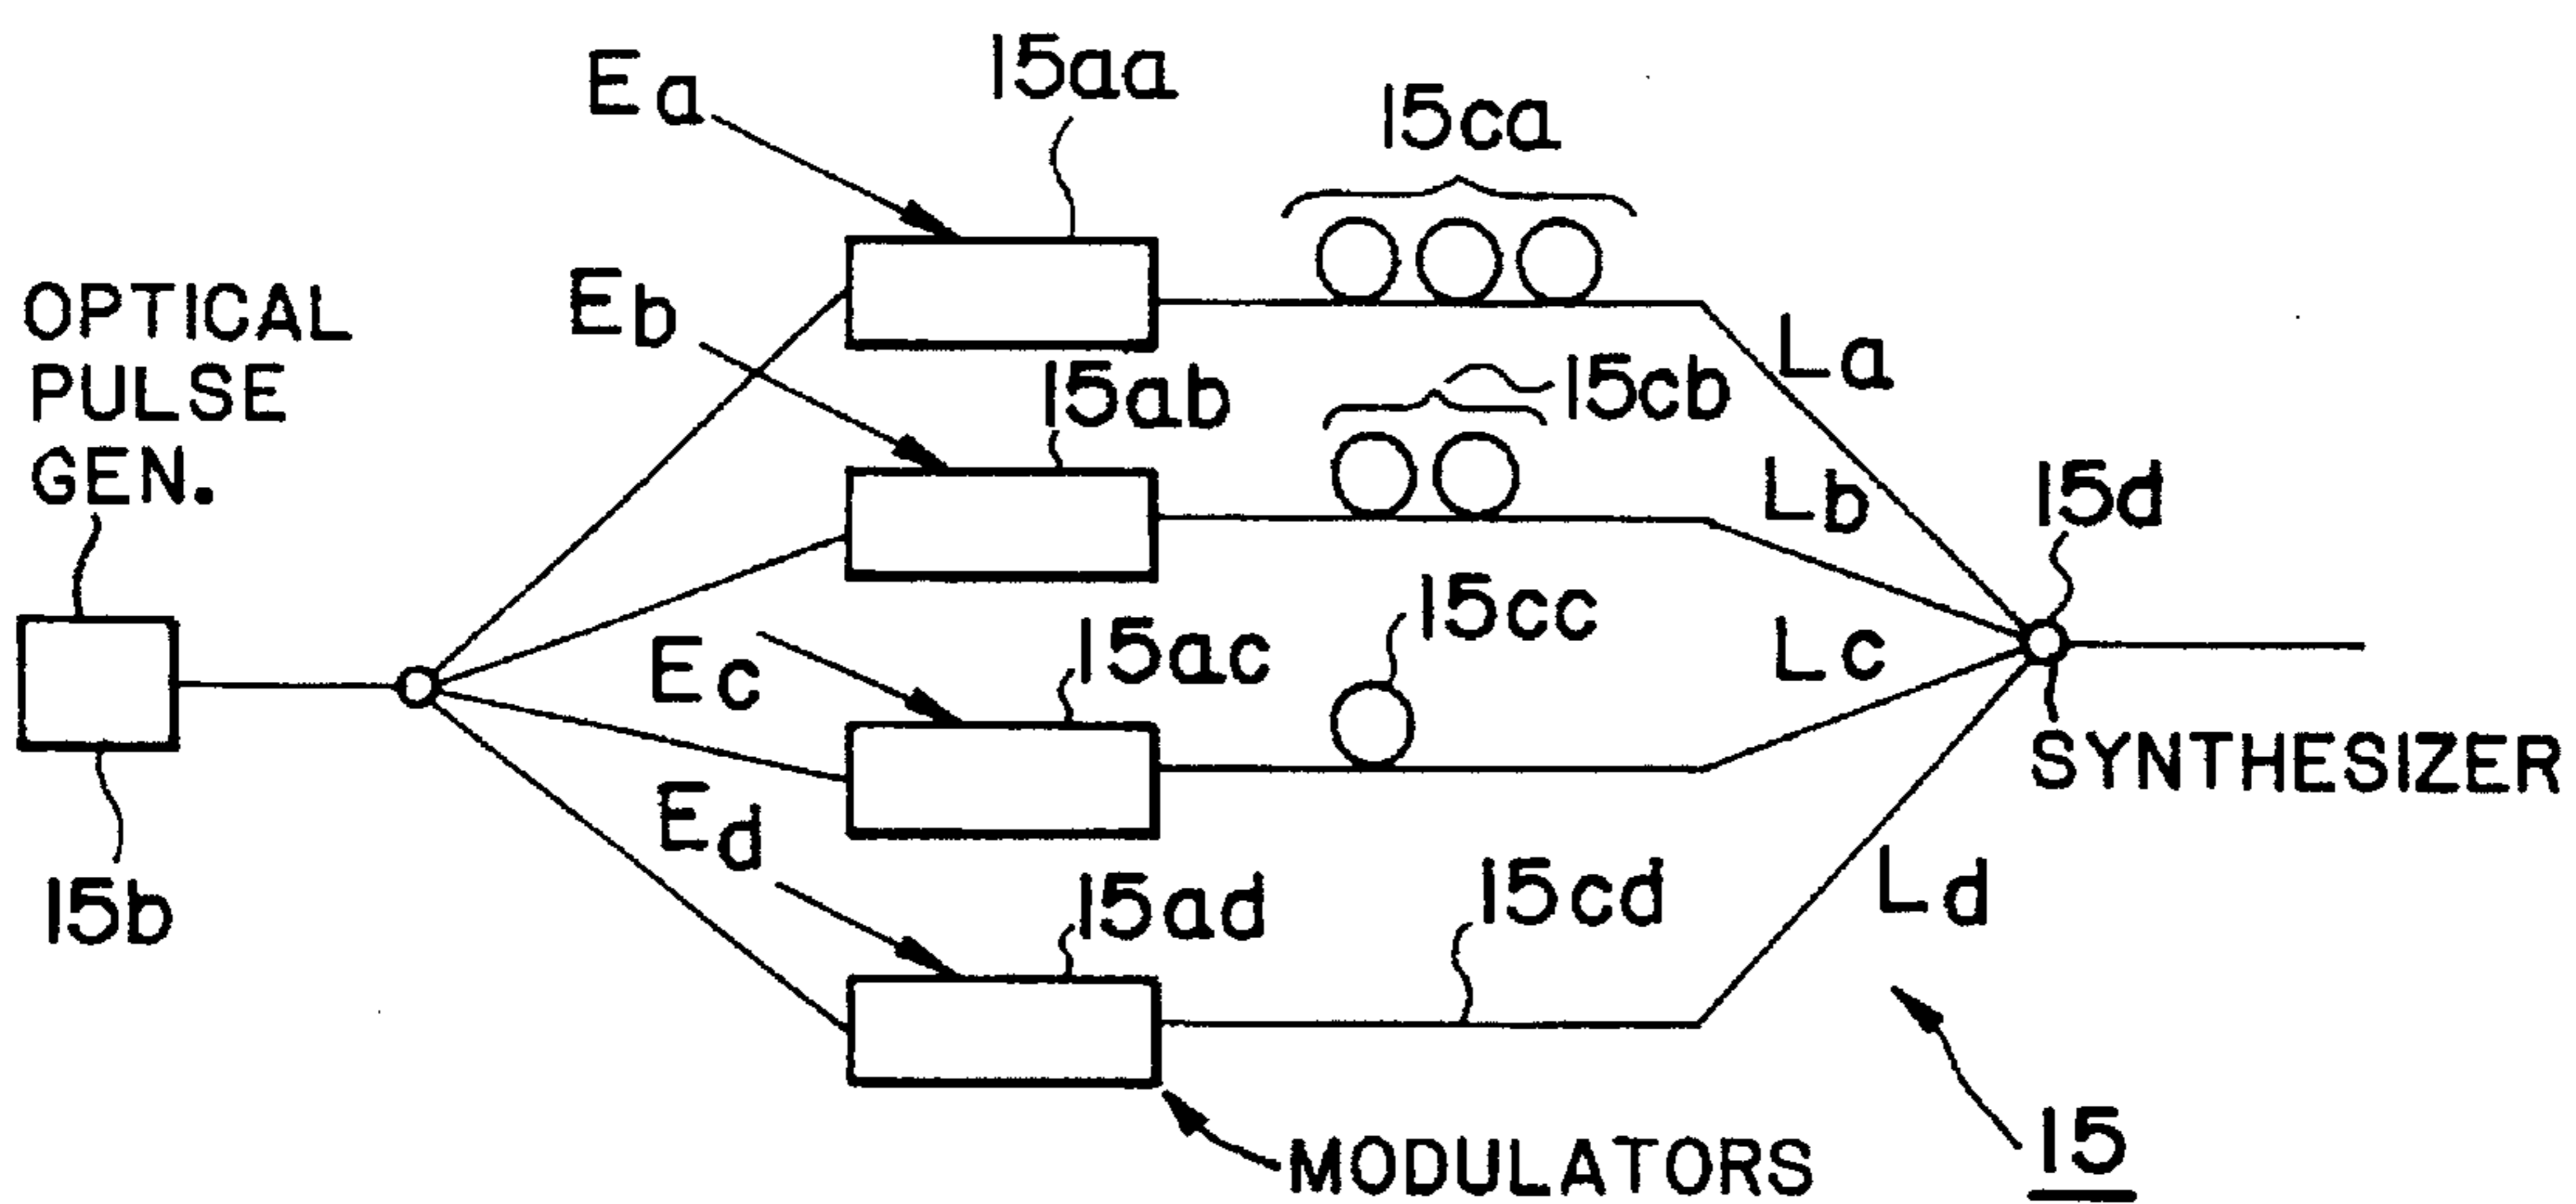 Ea
15aa
15ca
OPTICAL
PULSE
GEN.
Eb
15ab
15cb
La
Lb
15d
Ec
15ac
15cc
Lc
SYNTHESIZER
15b
Ed
15ad
15cd
Ld
MODULATORS
15